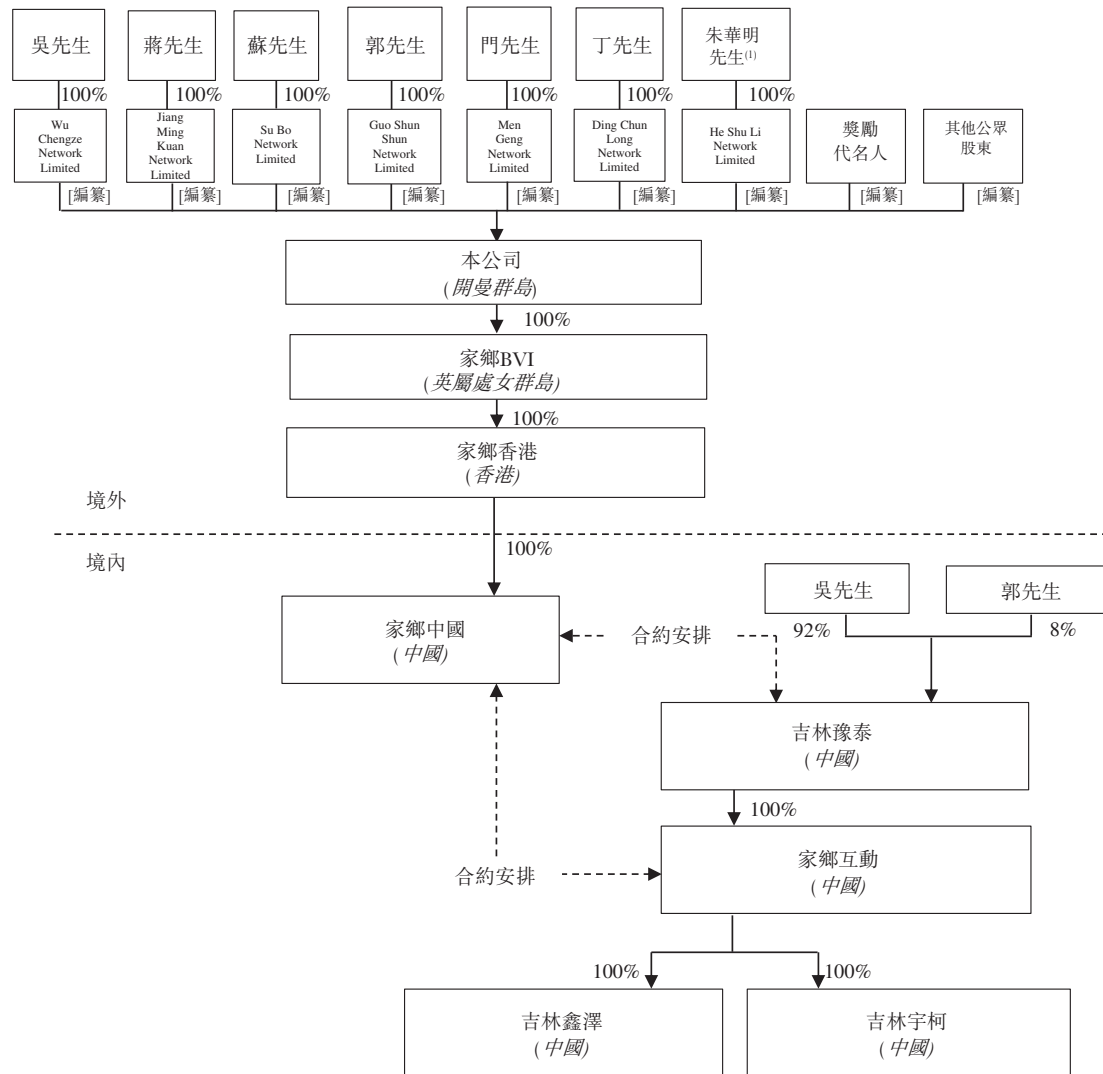 吳先生
蔣先生
蘇先生
郭先生
門先生
丁先生
朱華明
先生(1)
100%
100%
100%
100%
100%
100%
100%
Wu
Chengze
Network
Limited
Jiang
Ming
Kuan
Network
Limited
Su Bo
Network
Limited
Guo Shun
Shun
Network
Limited
Men
Geng
Network
Limited
Ding Chun
Long
Network
Limited
He Shu Li
Network
Limited
獎勵
代名人
其他公眾
股東
[編纂]
[編纂]
[編纂]
[編纂]
[編纂]
[編纂]
[編纂]
[編纂]
[編纂]
本公司
(開曼群島)
100%
家鄉BVI
(英屬處女群島)
100%
家鄉香港
(香港)
境外
100%
境內
吳先生
郭先生
92%
8%
家鄉中國
(中國)
合約安排
吉林豫泰
(中國)
100%
家鄉互動
(中國)
合約安排
100%
100%
吉林鑫澤
(中國)
吉林宇柯
(中國)